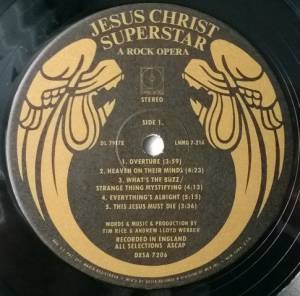 JESUS CHRIST
SUPERSTAR
A ROCK OPERA
STEREO
SIDE 1.
LNMG 7-214
1. OVERTURE (3:59)
2. HEAVEN ON THEIR MINDS (4:23)
3. WHAT'S THE BUZZ/
STRANGE THING MYSTIFYING (4:13)
4. EVERYTHING'S ALRIGHT (5:15)
5. THIS JESUS MUST DIE (3:36)
WORDS & MUSIC & PRODUCTION BY
TIM RICE & ANDREW LLOYD WEBBER
RECORDED IN ENGLAND
ALL SELECTIONS ASCAP
DXSA 7206